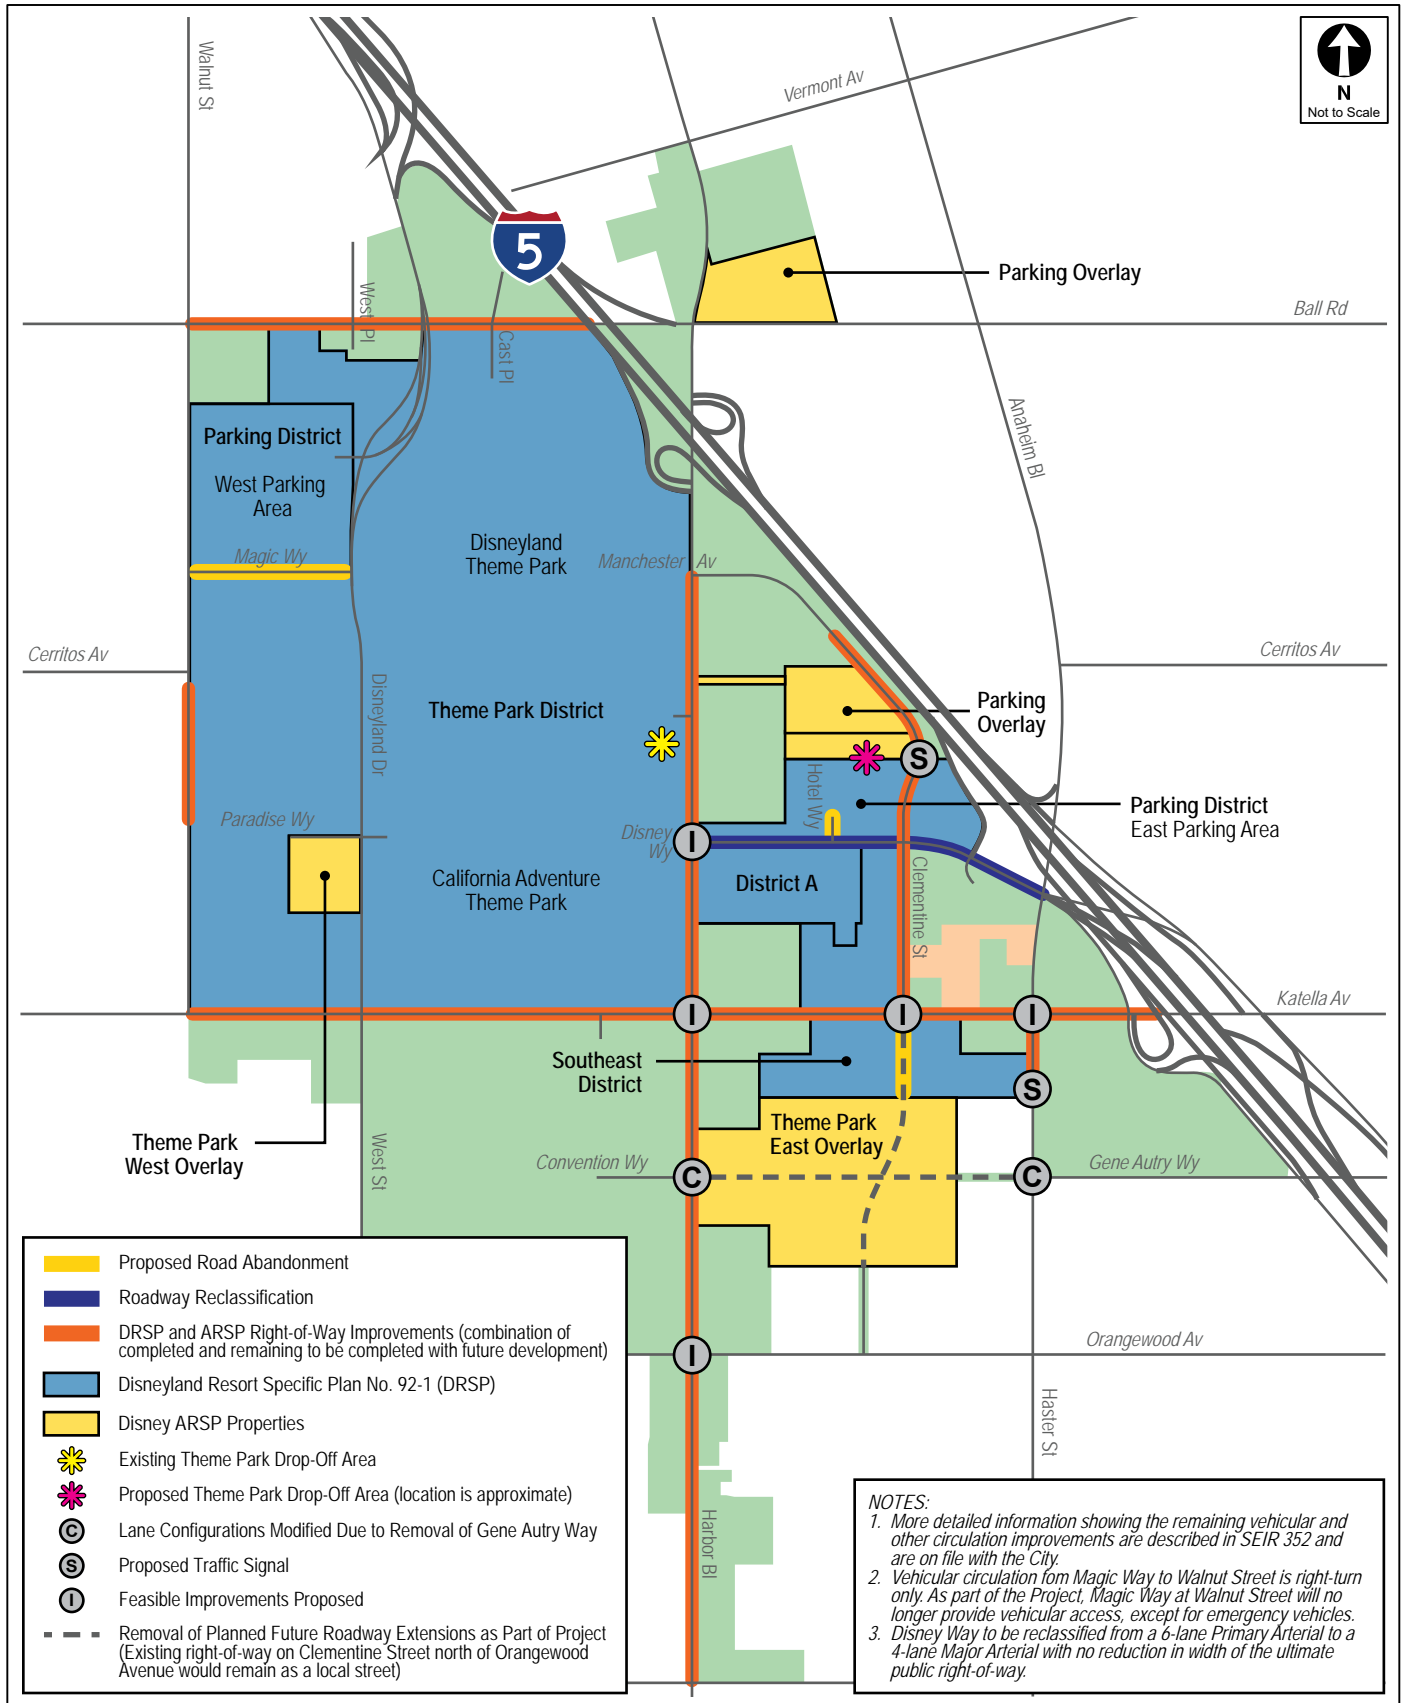 N
Not to Scale
Walnut St
Vermont Av
5
Parking Overlay
Ball Rd
West Pl
Cast Pl
Anaheim Bl
Parking District
West Parking
Area
Magic Wy
Disneyland
Theme Park
Manchester Av
Cerritos Av
Cerritos Av
Disneyland Dr
Theme Park District
Parking
Overlay
S
Hotel Wy
Parking District
East Parking Area
Paradise Wy
Disney
Wy
I
California Adventure
Theme Park
District A
Clementine St
Katella Av
I
I
I
Southeast
District
S
Theme Park
West Overlay
West St
Theme Park
East Overlay
Convention Wy
C
C
Gene Autry Wy
Orangewood Av
I
Haster St
Harbor Bl
Proposed Road Abandonment
Roadway Reclassification
DRSP and ARSP Right-of-Way Improvements (combination of
completed and remaining to be completed with future development)
Disneyland Resort Specific Plan No. 92-1 (DRSP)
Disney ARSP Properties
Existing Theme Park Drop-Off Area
Proposed Theme Park Drop-Off Area (location is approximate)
C Lane Configurations Modified Due to Removal of Gene Autry Way
S Proposed Traffic Signal
I Feasible Improvements Proposed
Removal of Planned Future Roadway Extensions as Part of Project
(Existing right-of-way on Clementine Street north of Orangewood
Avenue would remain as a local street)
NOTES:
1. More detailed information showing the remaining vehicular and
other circulation improvements are described in SEIR 352 and
are on file with the City.
2. Vehicular circulation fom Magic Way to Walnut Street is right-turn
only. As part of the Project, Magic Way at Walnut Street will no
longer provide vehicular access, except for emergency vehicles.
3. Disney Way to be reclassified from a 6-lane Primary Arterial to a
4-lane Major Arterial with no reduction in width of the ultimate
public right-of-way.